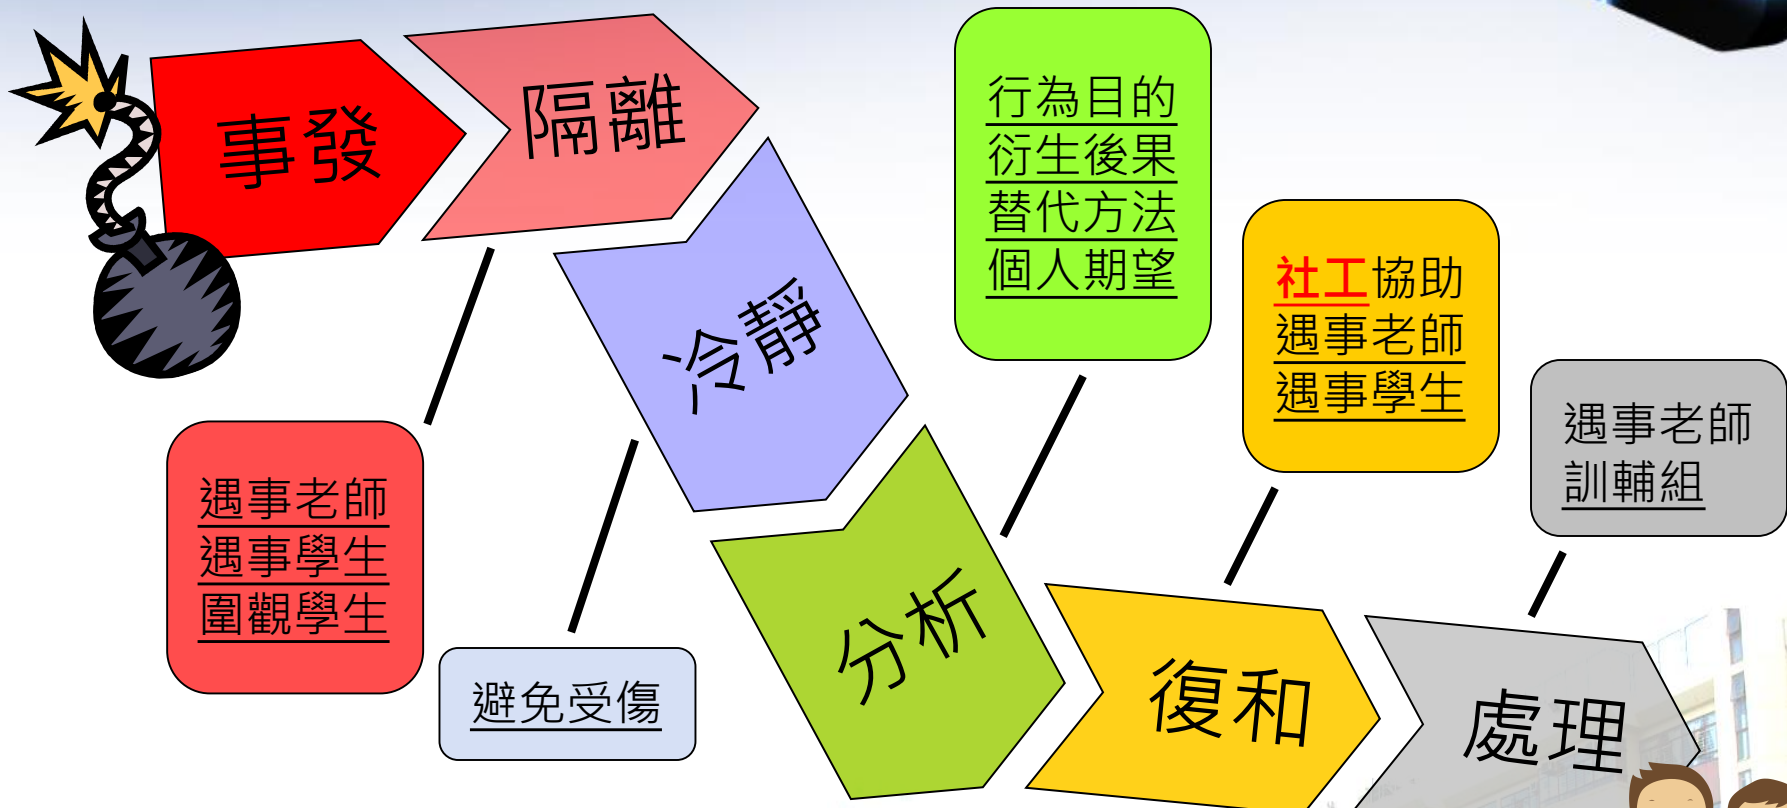 事發
隔離
遇事老師
遇事學生
圍觀學生
冷靜
避免受傷
分析
行為目的
衍生後果
替代方法
個人期望
復和
社工協助
遇事老師
遇事學生
處理
遇事老師
訓輔組